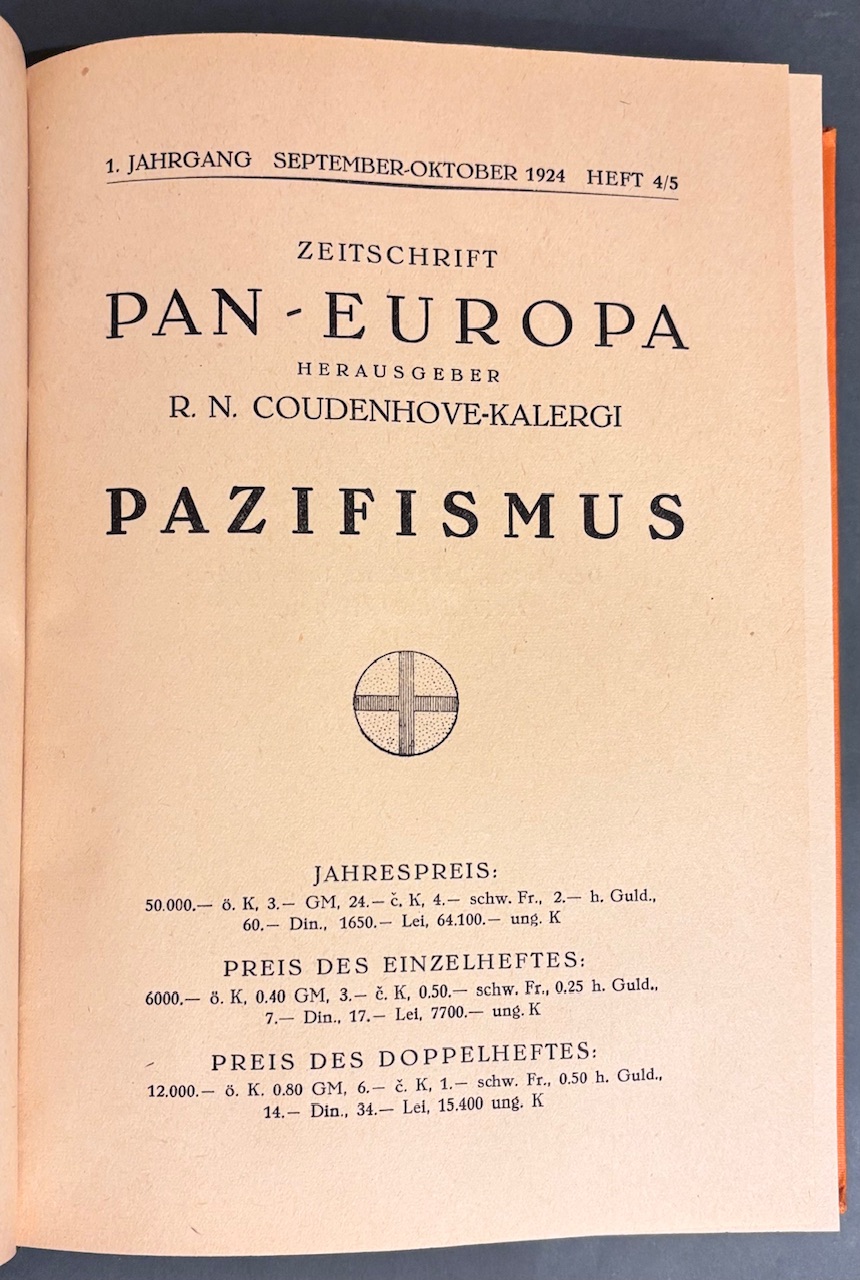 1. JAHRGANG SEPTEMBER-OKTOBER 1924 HEFT 4/5
ZEITSCHRIFT
PAN-EUROPA
HERAUSGEBER
R. N. COUDENHOVE-KALERGI
PAZIFISMUS
JAHRESPREIS:
50.000.— ö. K, 3.— GM, 24.— č. K, 4.— schw. Fr., 2.— h. Guld.,
60.— Din., 1650.— Lei, 64.100.— ung. K
PREIS DES EINZELHEFTES:
6000.— ö. K, 0.40 GM, 3.— č. K, 0.50.— schw. Fr., 0.25 h. Guld.,
7.— Din., 17.— Lei, 7700.— ung. K
PREIS DES DOPPELHEFTES:
12.000.— ö. K. 0.80 GM, 6.— č. K, 1.— schw. Fr., 0.50 h. Guld.,
14.— Din., 34.— Lei, 15.400 ung. K